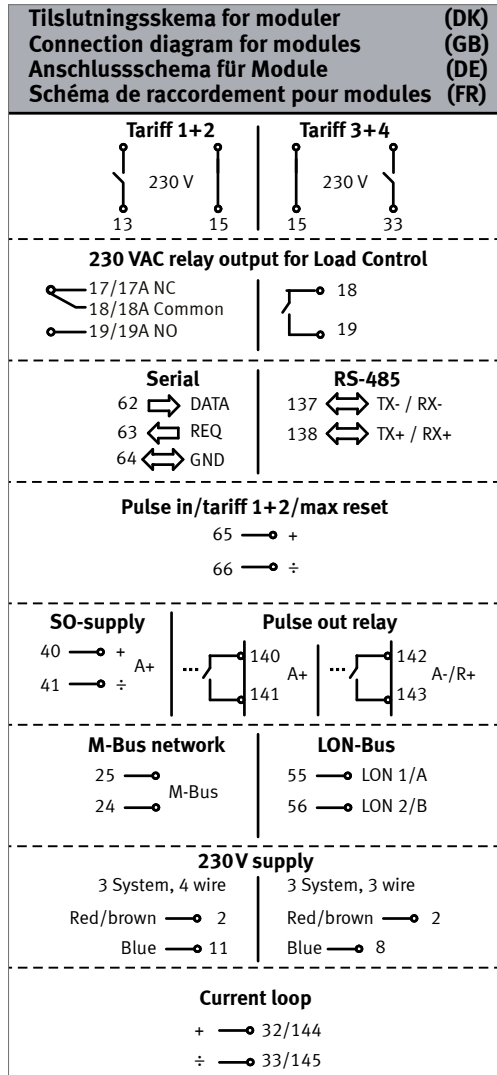 Tilslutningsskema for moduler (DK)
Connection diagram for modules (GB)
Anschlussschema für Module (DE)
Schéma de raccordement pour modules (FR)
Tariff 1+2 Tariff 3+4
230 V 230 V
13 15 15 33
230 VAC relay output for Load Control
17/17A NC 18
18/18A Common
19/19A NO 19
Serial RS-485
62 DATA 137 TX- / RX-
63 REQ 138 TX+ / RX+
64 GND
Pulse in/tariff 1+2/max reset
65 +
66 ÷
SO-supply Pulse out relay
40 + 140 142
A+ A+ A-/R+
41 ÷ 141 143
M-Bus network LON-Bus
25 55 LON 1/A
M-Bus
24 56 LON 2/B
230 V supply
3 System, 4 wire 3 System, 3 wire
Red/brown 2 Red/brown 2
Blue 11 Blue 8
Current loop
+ 32/144
÷ 33/145